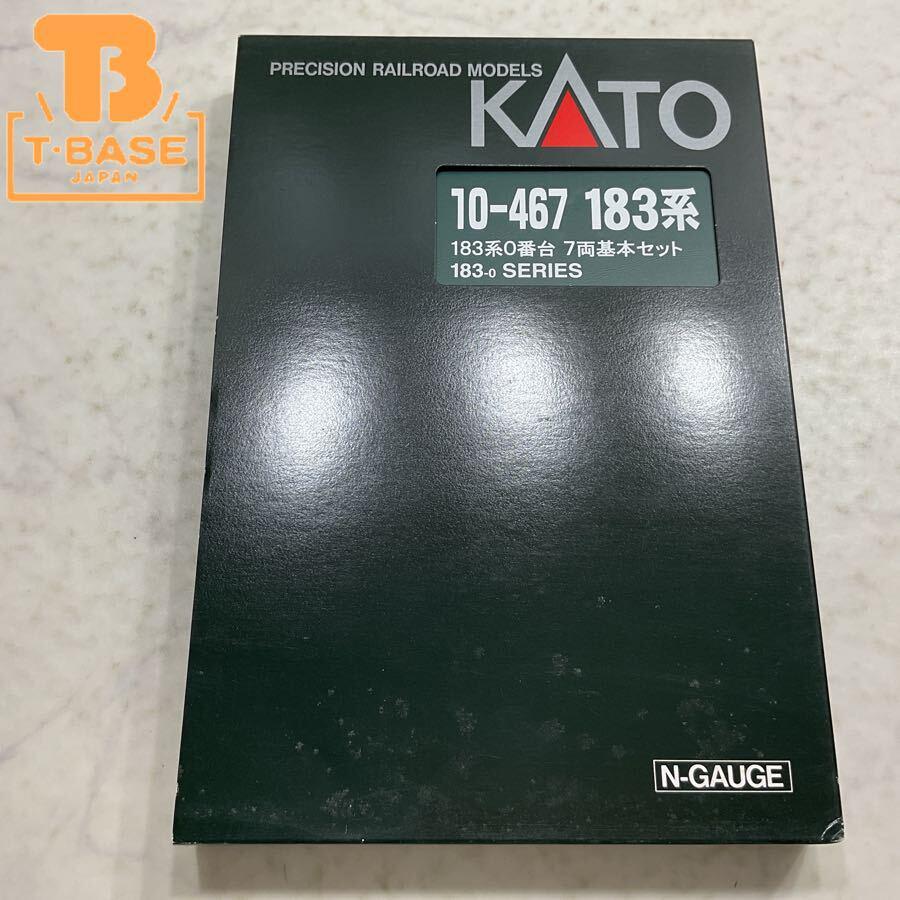 TB
T·BASE
JAPAN
PRECISION RAILROAD MODELS
KATO
10-467 183系
183系0番台 7両基本セット
183-0 SERIES
N-GAUGE